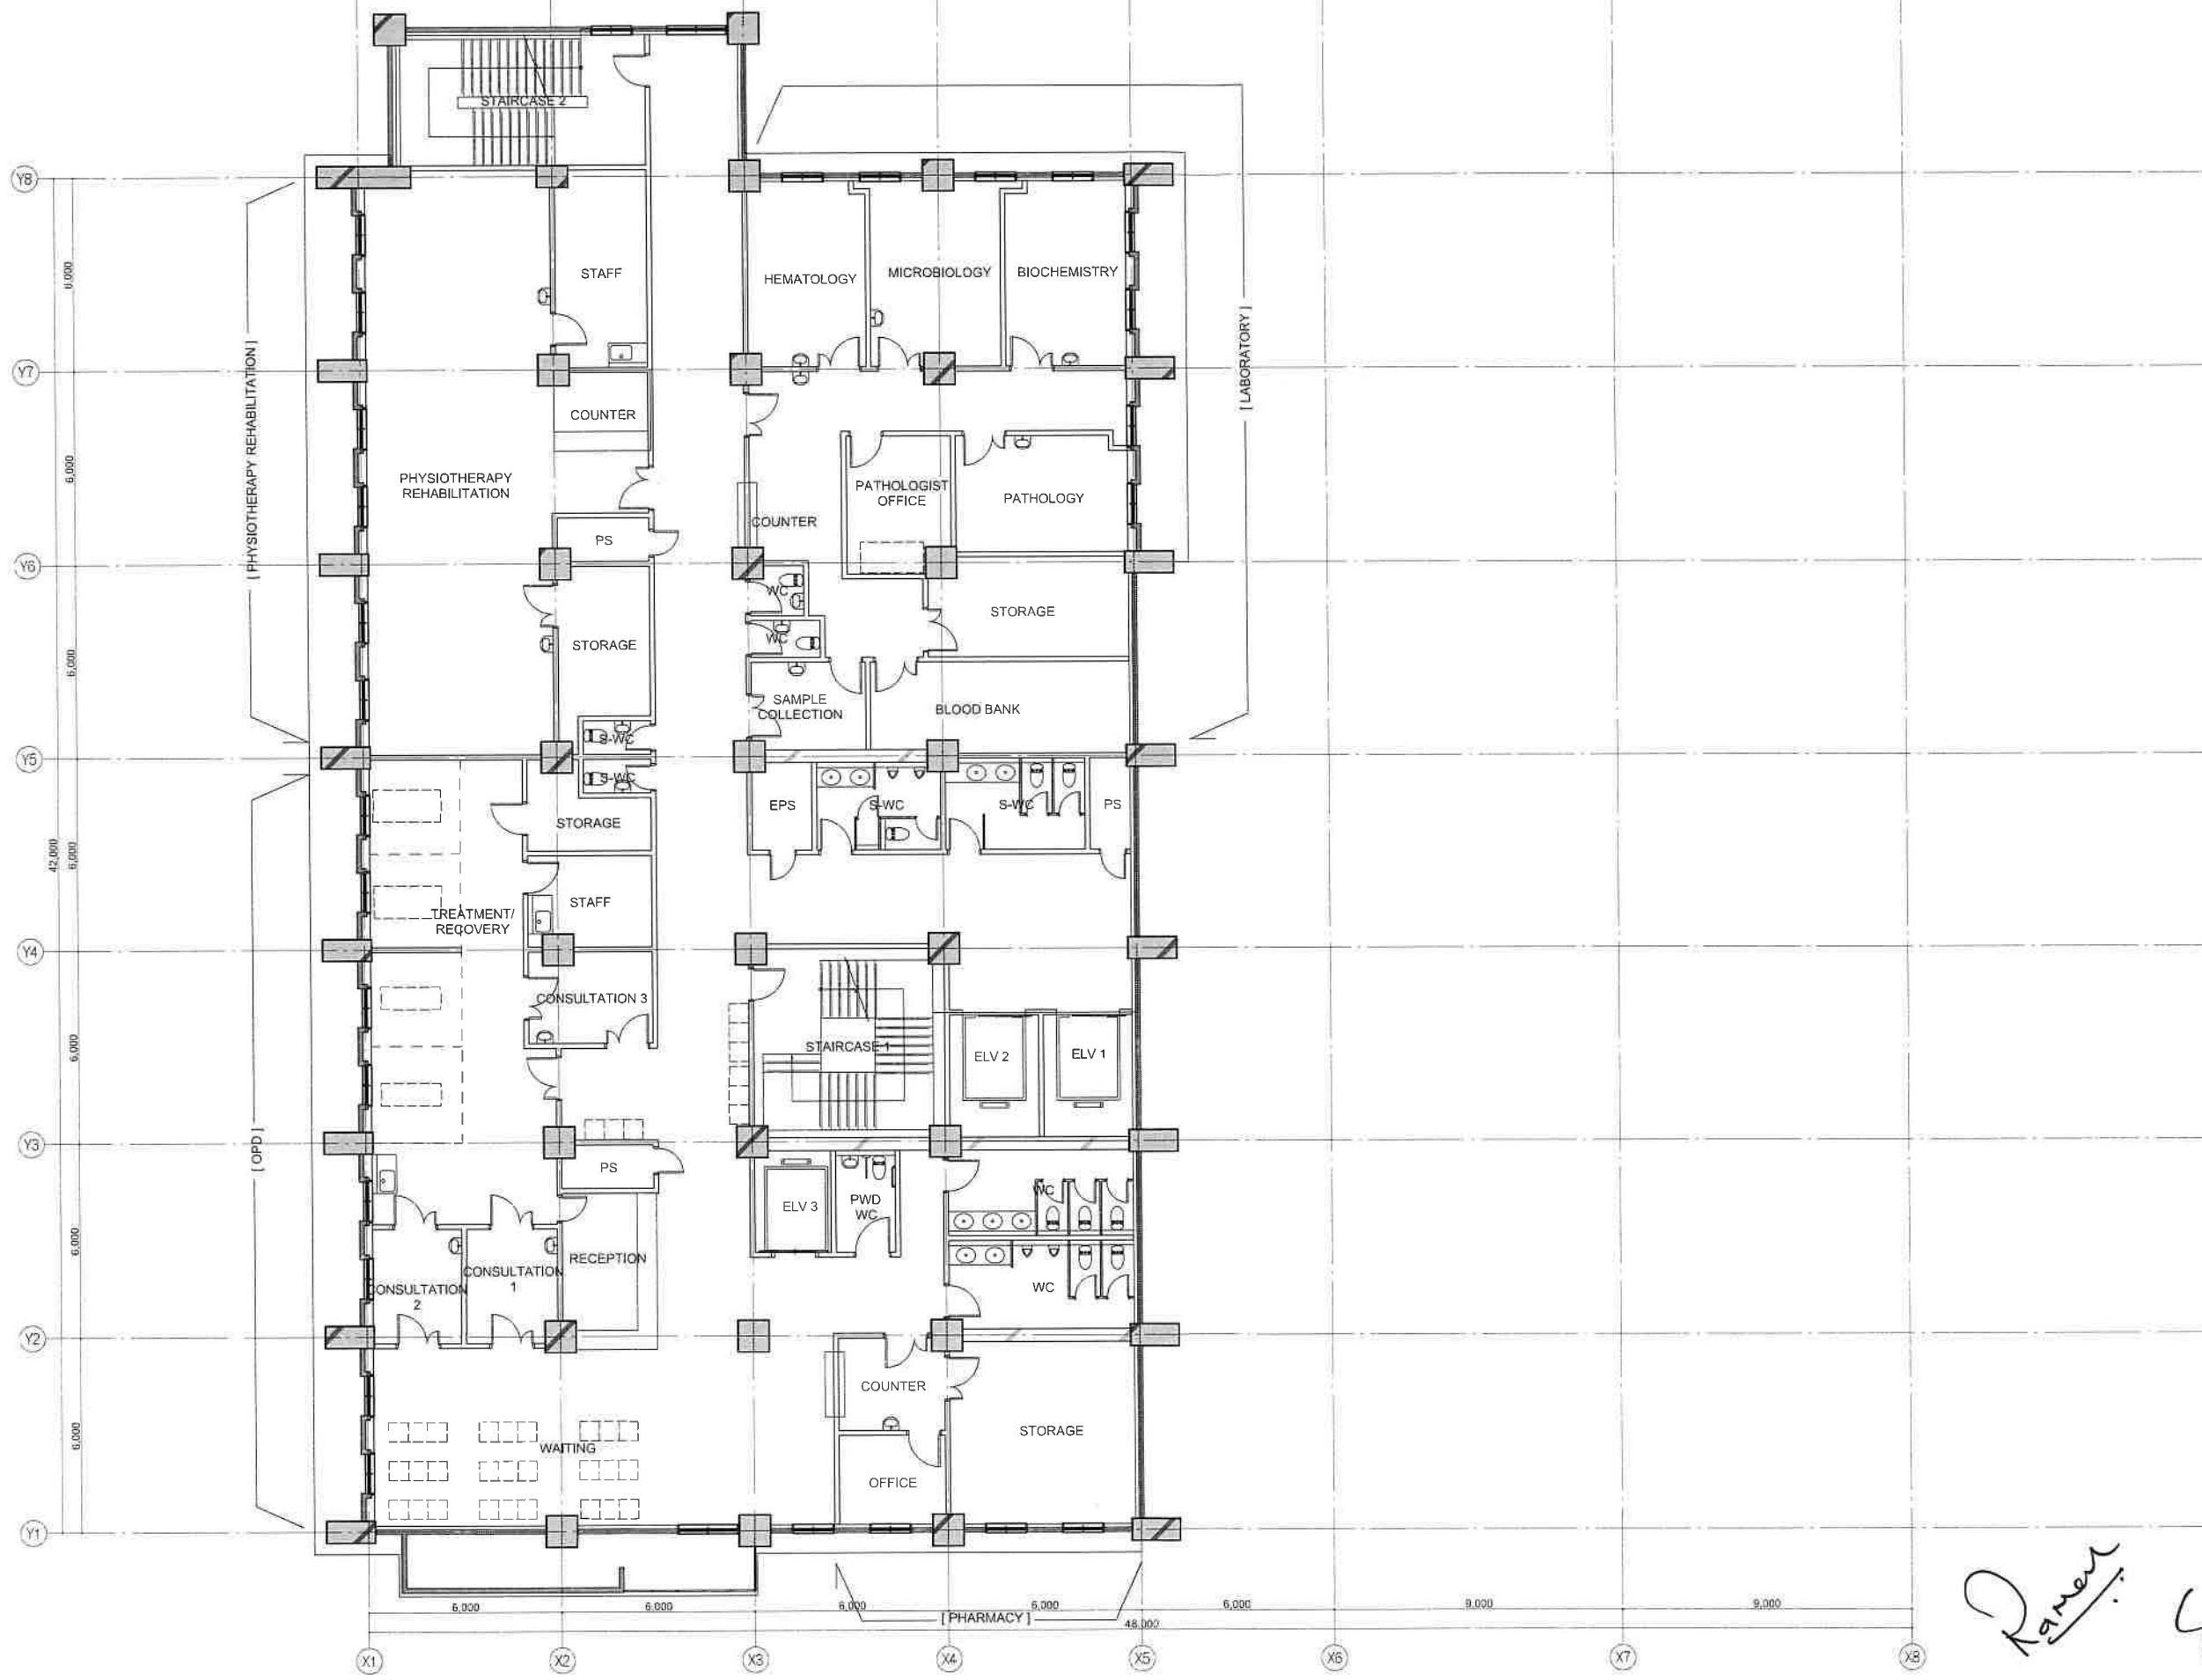 STAIRCASE 2
Y8
6,000
STAFF
HEMATOLOGY
MICROBIOLOGY
BIOCHEMISTRY
[ PHYSIOTHERAPY REHABILITATION ]
[ LABORATORY ]
Y7
COUNTER
6,000
PHYSIOTHERAPY
REHABILITATION
PATHOLOGIST
OFFICE
PATHOLOGY
COUNTER
PS
Y6
WC
STORAGE
WC
STORAGE
6,000
SAMPLE
COLLECTION
BLOOD BANK
S-WC
Y5
S-WC
EPS
S-WC
S-WC
PS
STORAGE
42,000
6,000
STAFF
TREATMENT/
RECOVERY
Y4
CONSULTATION 3
STAIRCASE 1
ELV 2
ELV 1
6,000
[ OPD ]
Y3
PS
WC
PWD
WC
ELV 3
6,000
RECEPTION
CONSULTATION
1
CONSULTATION
2
WC
Y2
COUNTER
STORAGE
6,000
WAITING
OFFICE
Y1
6,000
6,000
6,000
6,000
6,000
9,000
9,000
[ PHARMACY ]
48,000
X1
X2
X3
X4
X5
X6
X7
X8